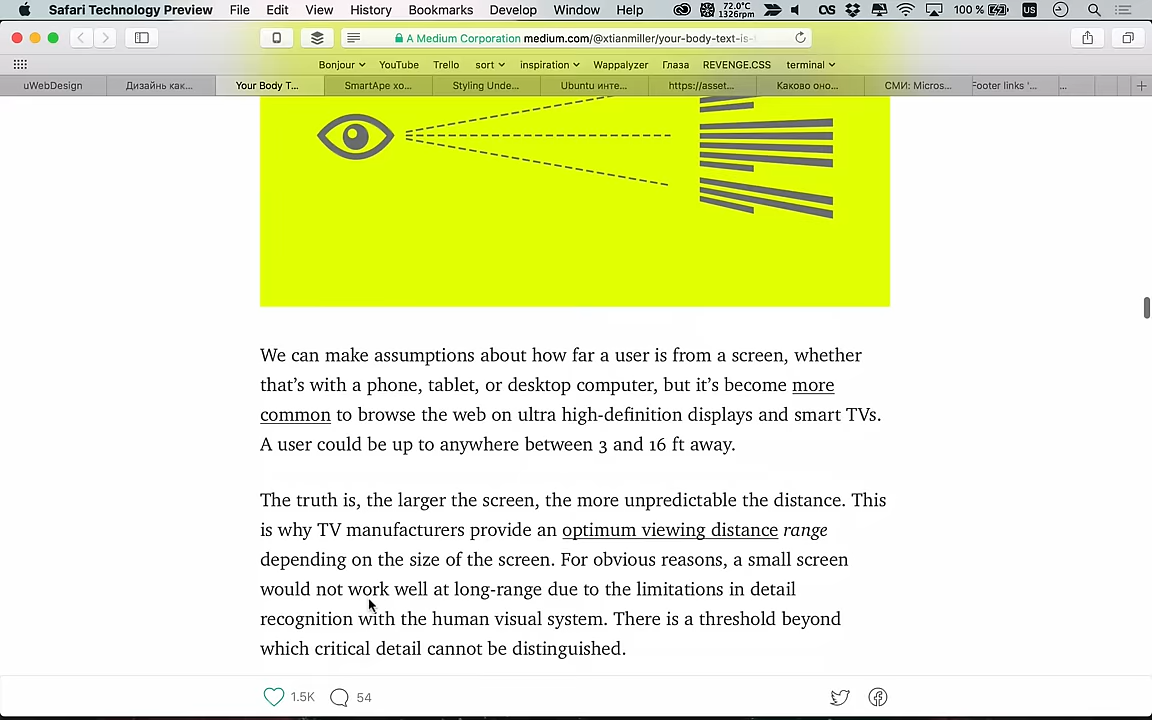 Safari Technology Preview File Edit View History Bookmarks Develop Window Help 72.0°C 1326rpm 100 % US
A Medium Corporation medium.com/@xtianmiller/your-body-text-is-
Bonjour YouTube Trello sort inspiration Wappalyzer Глаза REVENGE.CSS terminal
uWebDesign Дизайнь как... Your Body T... SmartApe хо... Styling Unde... Ubuntu инте... https://asset... Каково оно... СМИ: Micros... Footer links '... ...
We can make assumptions about how far a user is from a screen, whether
that's with a phone, tablet, or desktop computer, but it's become more
common to browse the web on ultra high-definition displays and smart TVs.
A user could be up to anywhere between 3 and 16 ft away.
The truth is, the larger the screen, the more unpredictable the distance. This
is why TV manufacturers provide an optimum viewing distance range
depending on the size of the screen. For obvious reasons, a small screen
would not work well at long-range due to the limitations in detail
recognition with the human visual system. There is a threshold beyond
which critical detail cannot be distinguished.
1.5K 54